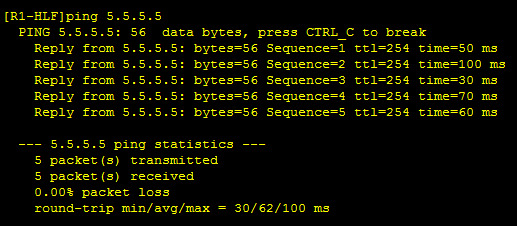 [R1-HLF]ping 5.5.5.5
PING 5.5.5.5: 56  data bytes, press CTRL_C to break
Reply from 5.5.5.5: bytes=56 Sequence=1 ttl=254 time=50 ms
Reply from 5.5.5.5: bytes=56 Sequence=2 ttl=254 time=100 ms
Reply from 5.5.5.5: bytes=56 Sequence=3 ttl=254 time=30 ms
Reply from 5.5.5.5: bytes=56 Sequence=4 ttl=254 time=70 ms
Reply from 5.5.5.5: bytes=56 Sequence=5 ttl=254 time=60 ms
--- 5.5.5.5 ping statistics ---
5 packet(s) transmitted
5 packet(s) received
0.00% packet loss
round-trip min/avg/max = 30/62/100 ms